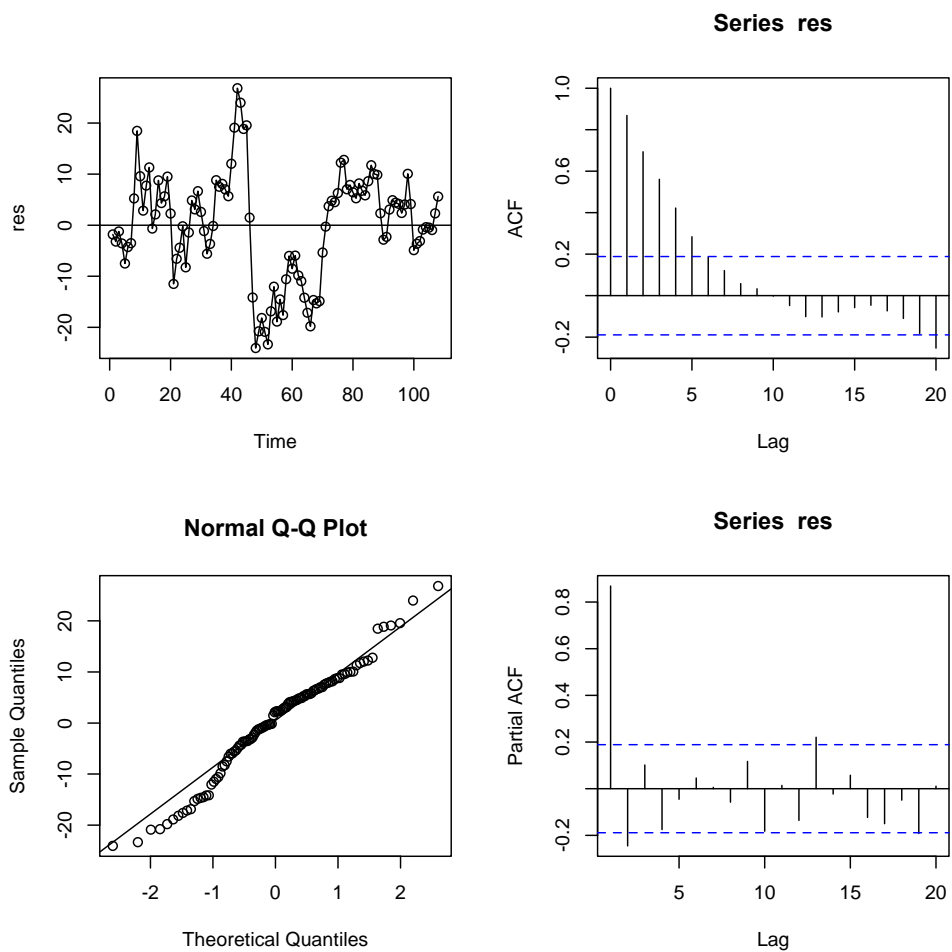 res
20
10
0
-10
-20
0 20 40 60 80 100
Time
Series res
ACF
1.0
0.6
0.2
-0.2
0 5 10 15 20
Lag
Normal Q-Q Plot
Sample Quantiles
20
10
0
-10
-20
-2 -1 0 1 2
Theoretical Quantiles
Series res
Partial ACF
0.8
0.6
0.4
0.2
-0.2
5 10 15 20
Lag